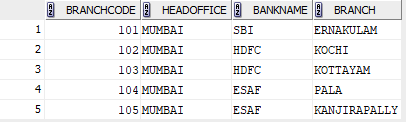 BRANCHCODE HEADOFFICE BANKNAME BRANCH
1 101 MUMBAI SBI ERNAKULAM
2 102 MUMBAI HDFC KOCHI
3 103 MUMBAI HDFC KOTTAYAM
4 104 MUMBAI ESAF PALA
5 105 MUMBAI ESAF KANJIRAPALLY